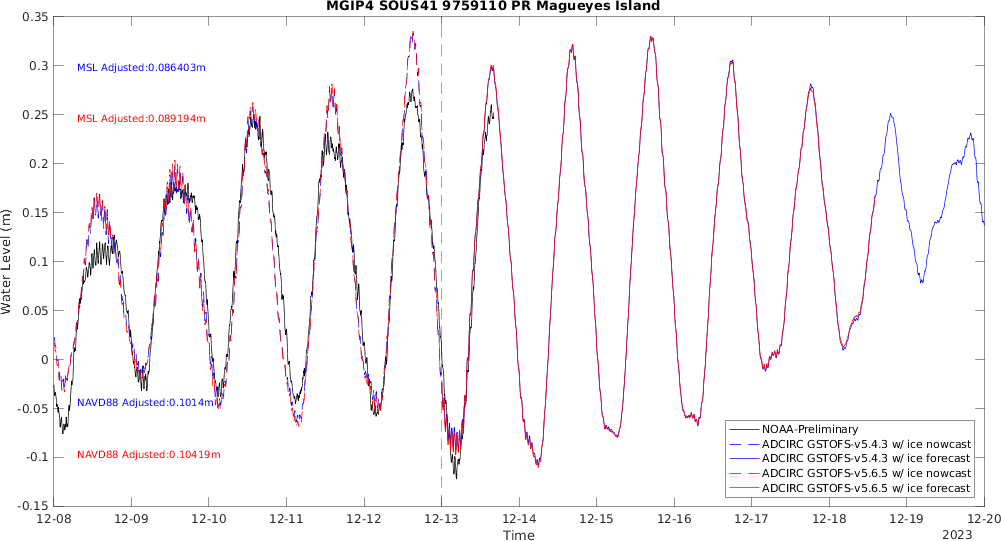 MGIP4 SOUS41 9759110 PR Magueyes Island
0.35
0.3
0.25
0.2
0.15
0.1
0.05
0
-0.05
-0.1
-0.15
Water Level (m)
MSL Adjusted:0.086403m
MSL Adjusted:0.089194m
NAVD88 Adjusted:0.1014m
NAVD88 Adjusted:0.10419m
NOAA-Preliminary
ADCIRC GSTOFS-v5.4.3 w/ ice nowcast
ADCIRC GSTOFS-v5.4.3 w/ ice forecast
ADCIRC GSTOFS-v5.6.5 w/ ice nowcast
ADCIRC GSTOFS-v5.6.5 w/ ice forecast
12-08 12-09 12-10 12-11 12-12 12-13 12-14 12-15 12-16 12-17 12-18 12-19 12-20
Time
2023